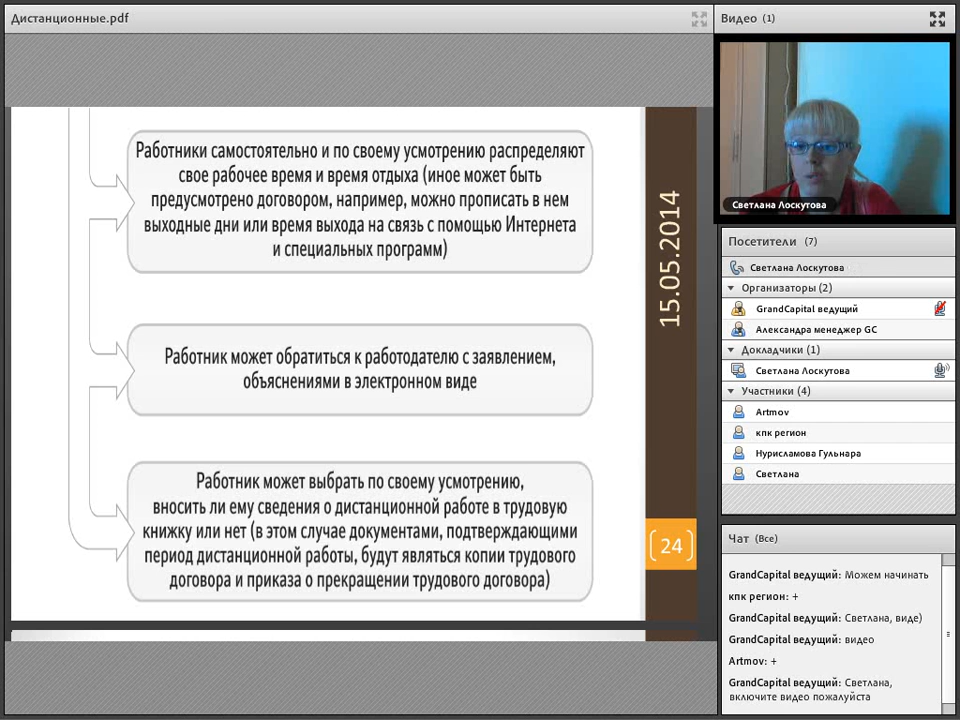 Дистанционные.pdf
Работники самостоятельно и по своему усмотрению распределяют
свое рабочее время и время отдыха (иное может быть
предусмотрено договором, например, можно прописать в нем
выходные дни или время выхода на связь с помощью Интернета
и специальных программ)
Работник может обратиться к работодателю с заявлением,
объяснениями в электронном виде
Работник может выбрать по своему усмотрению,
вносить ли ему сведения о дистанционной работе в трудовую
книжку или нет (в этом случае документами, подтверждающими
период дистанционной работы, будут являться копии трудового
договора и приказа о прекращении трудового договора)
15.05.2014
24
Видео (1)
Светлана Лоскутова
Посетители (7)
Светлана Лоскутова
Организаторы (2)
GrandCapital ведущий
Александра менеджер GC
Докладчики (1)
Светлана Лоскутова
Участники (4)
Artmov
кпк регион
Нурисламова Гульнара
Светлана
Чат (Все)
GrandCapital ведущий: Можем начинать
кпк регион: +
GrandCapital ведущий: Светлана, виде)
GrandCapital ведущий: видео
Artmov: +
GrandCapital ведущий: Светлана,
включите видео пожалуйста